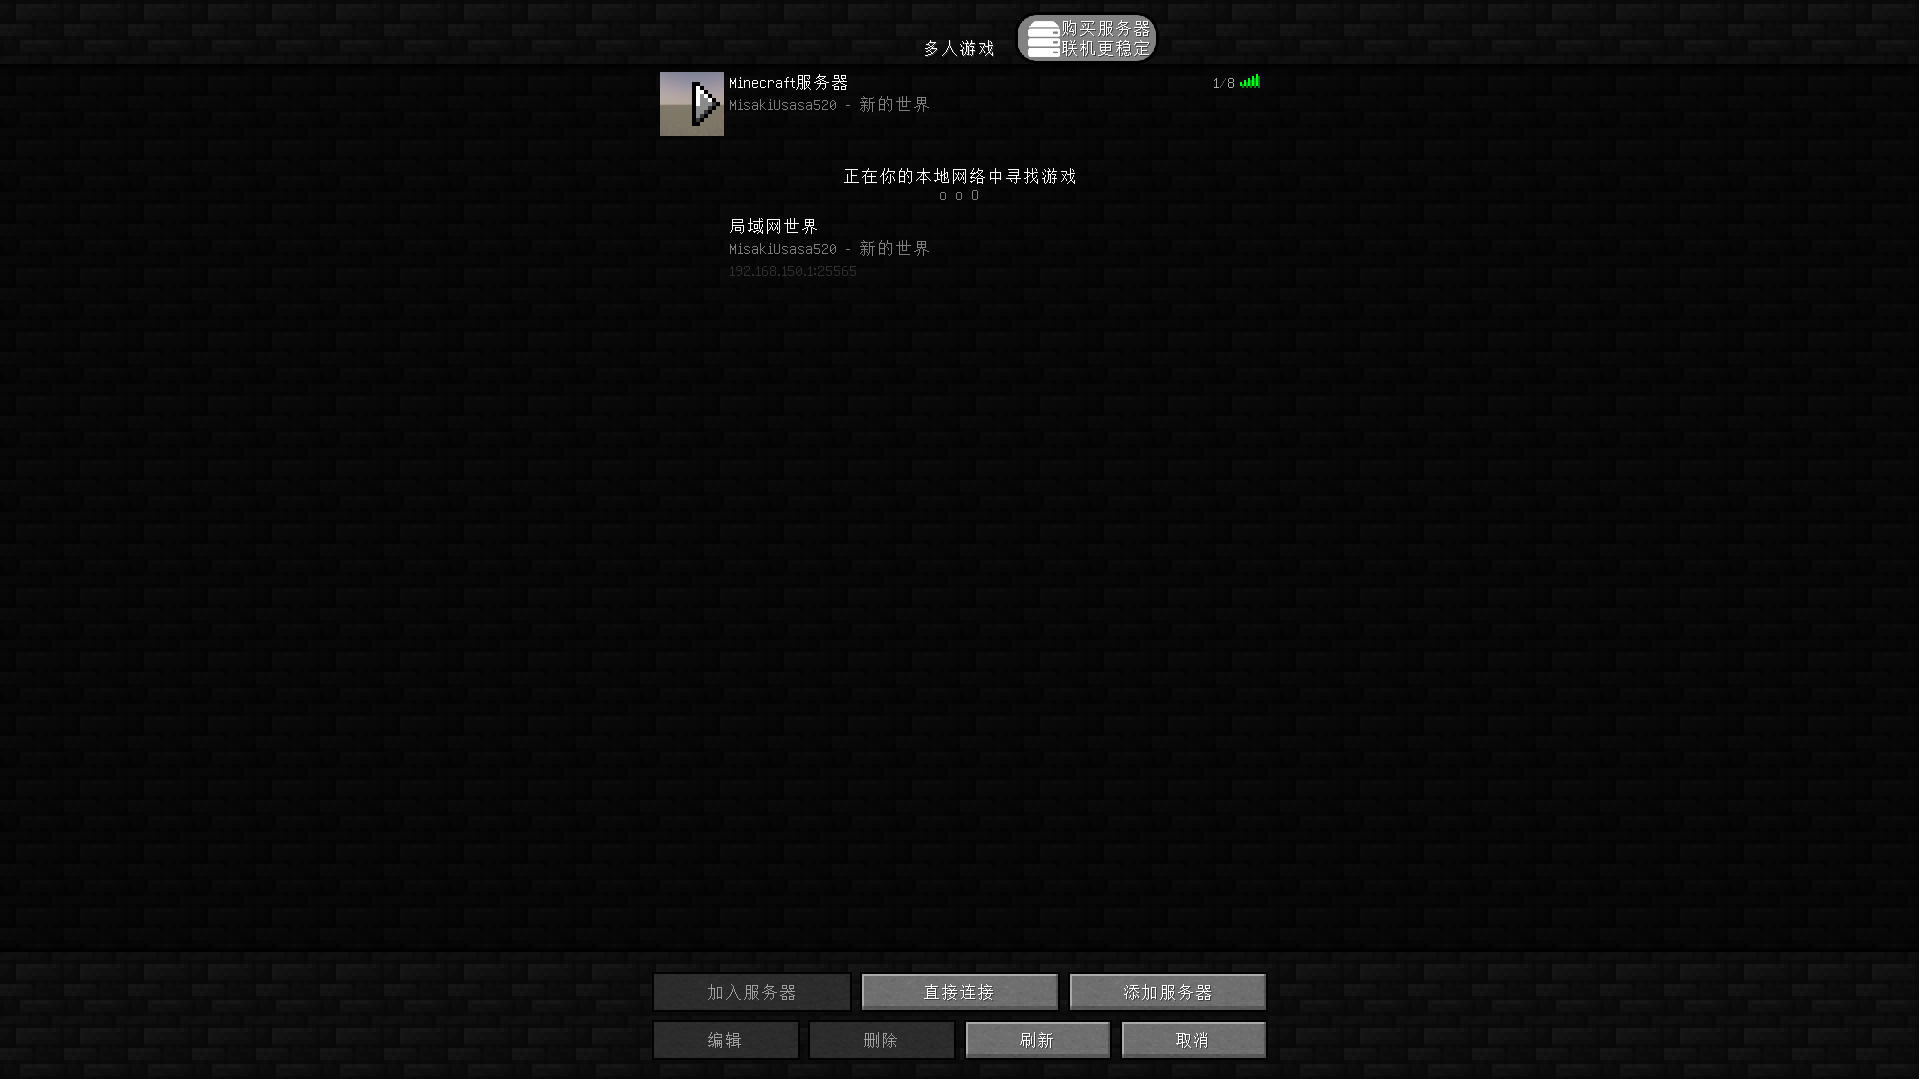 多人游戏
购买服务器
联机更稳定
Minecraft服务器
1/8
MisakiUsasa520 - 新的世界
正在你的本地网络中寻找游戏
o o O
局域网世界
MisakiUsasa520 - 新的世界
192.168.150.1:25565
加入服务器
直接连接
添加服务器
编辑
删除
刷新
取消